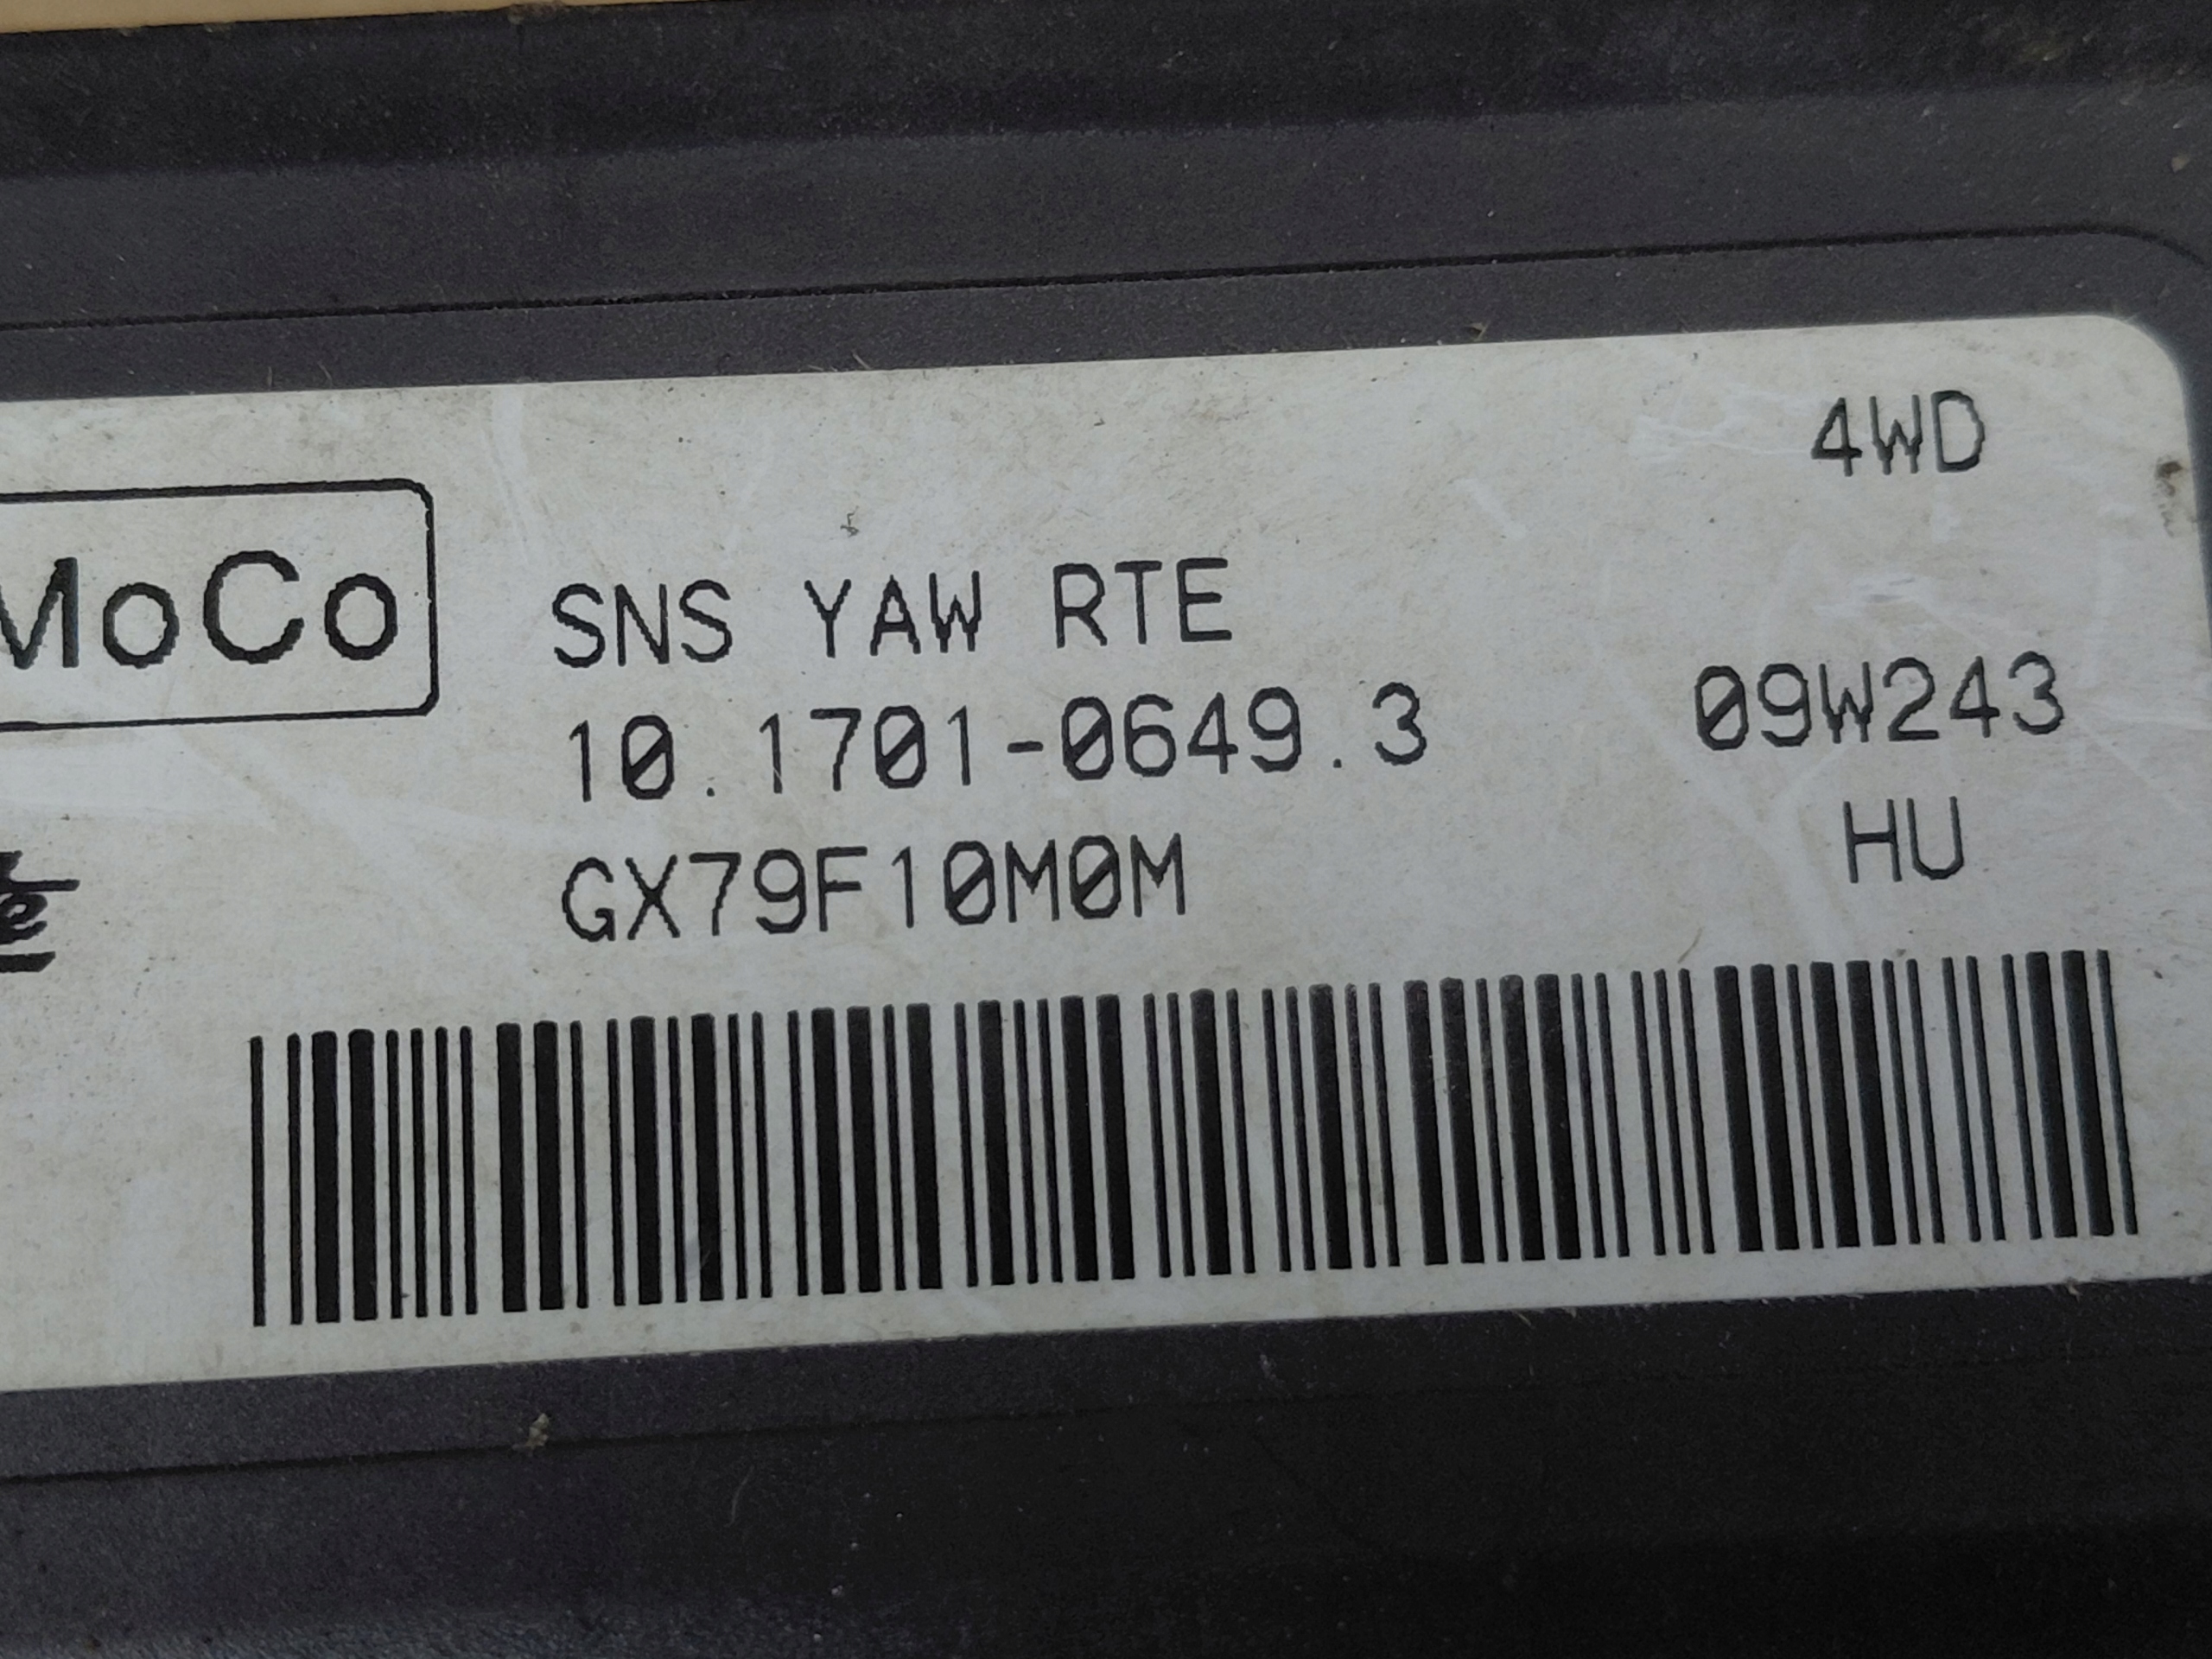 4WD
MoCo
SNS YAW RTE
10.1701-0649.3
09W243
GX79F10M0M
HU